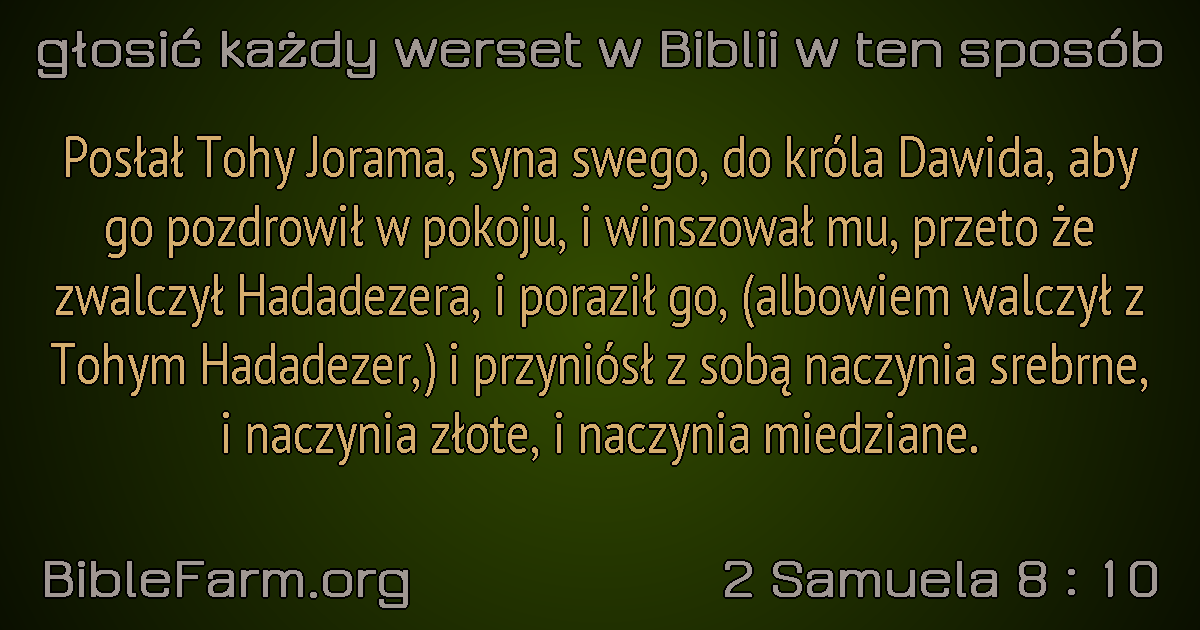 głosić każdy werset w Biblii w ten sposób
Posłał Tohy Jorama, syna swego, do króla Dawida, aby
go pozdrowił w pokoju, i winszował mu, przeto że
zwalczył Hadadezera, i poraził go, (albowiem walczył z
Tohym Hadadezer,) i przyniósł z sobą naczynia srebrne,
i naczynia złote, i naczynia miedziane.
BibleFarm.org
2 Samuela 8 : 10